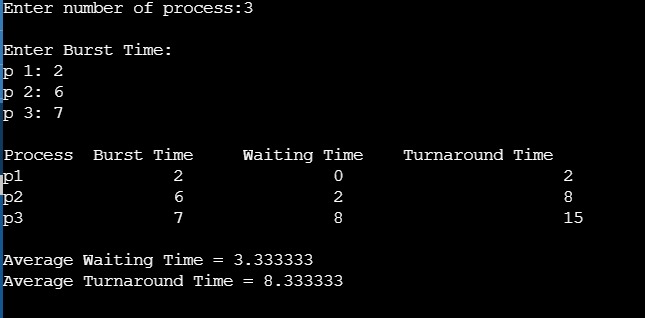 Enter number of process:3
Enter Burst Time:
p 1: 2
p 2: 6
p 3: 7
Process Burst Time Waiting Time Turnaround Time
p1 2 0 2
p2 6 2 8
p3 7 8 15
Average Waiting Time = 3.333333
Average Turnaround Time = 8.333333